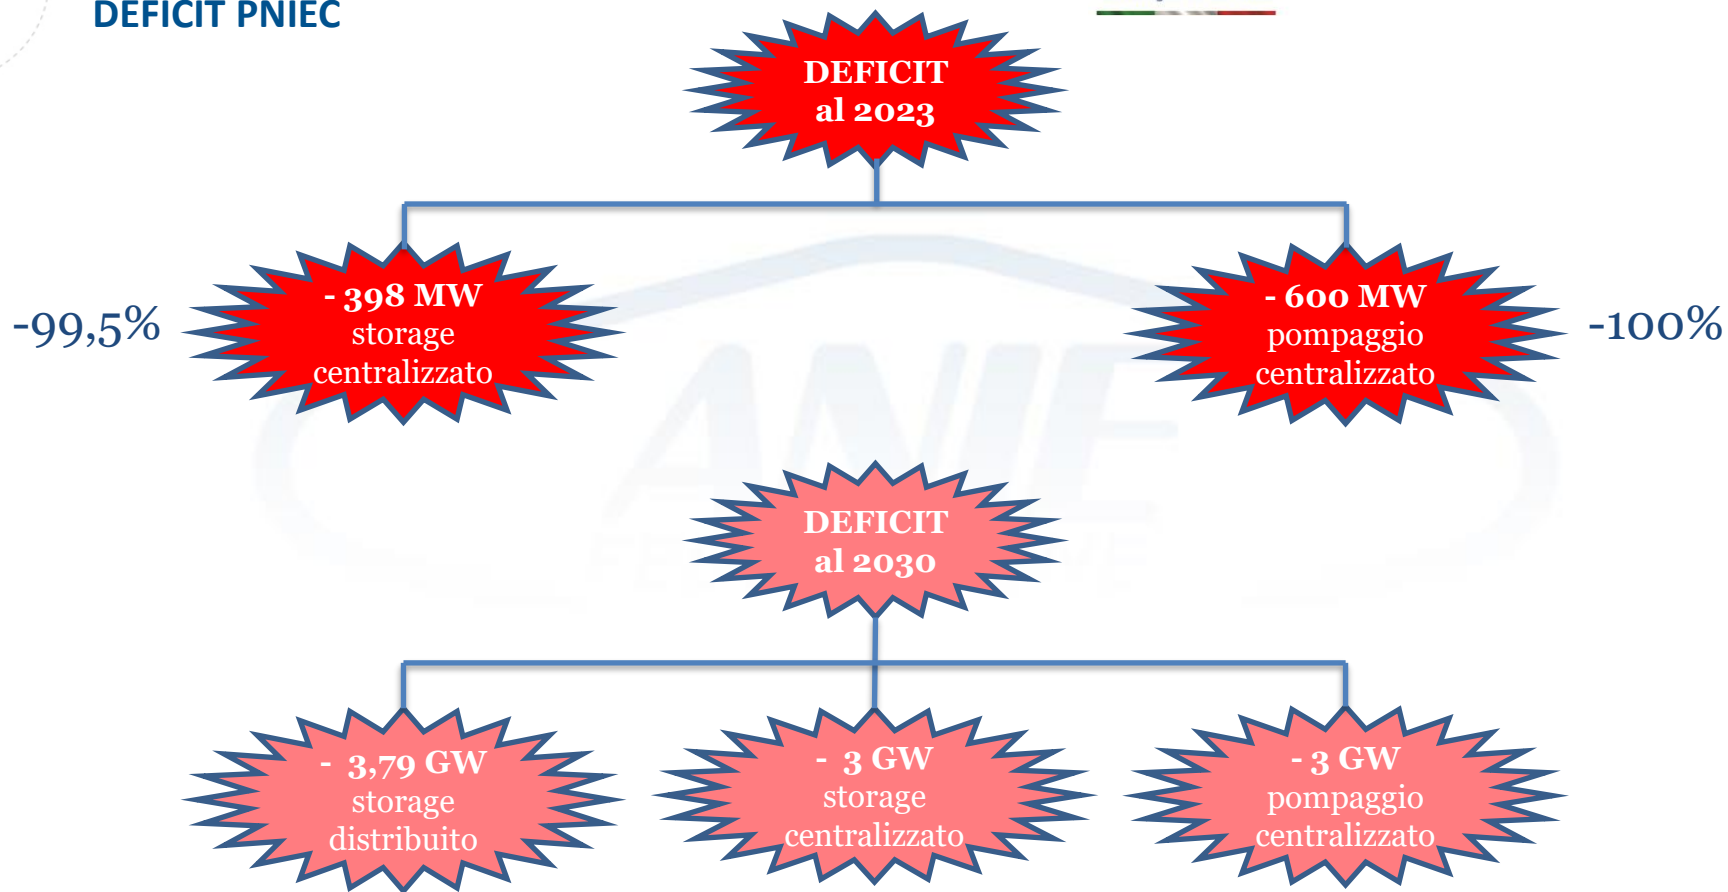 DEFICIT PNIEC
DEFICIT
al 2023
-99,5%
- 398 MW
storage
centralizzato
- 600 MW
pompaggio
centralizzato
-100%
ANIE
DEFICIT
al 2030
- 3,79 GW
storage
distribuito
- 3 GW
storage
centralizzato
- 3 GW
pompaggio
centralizzato